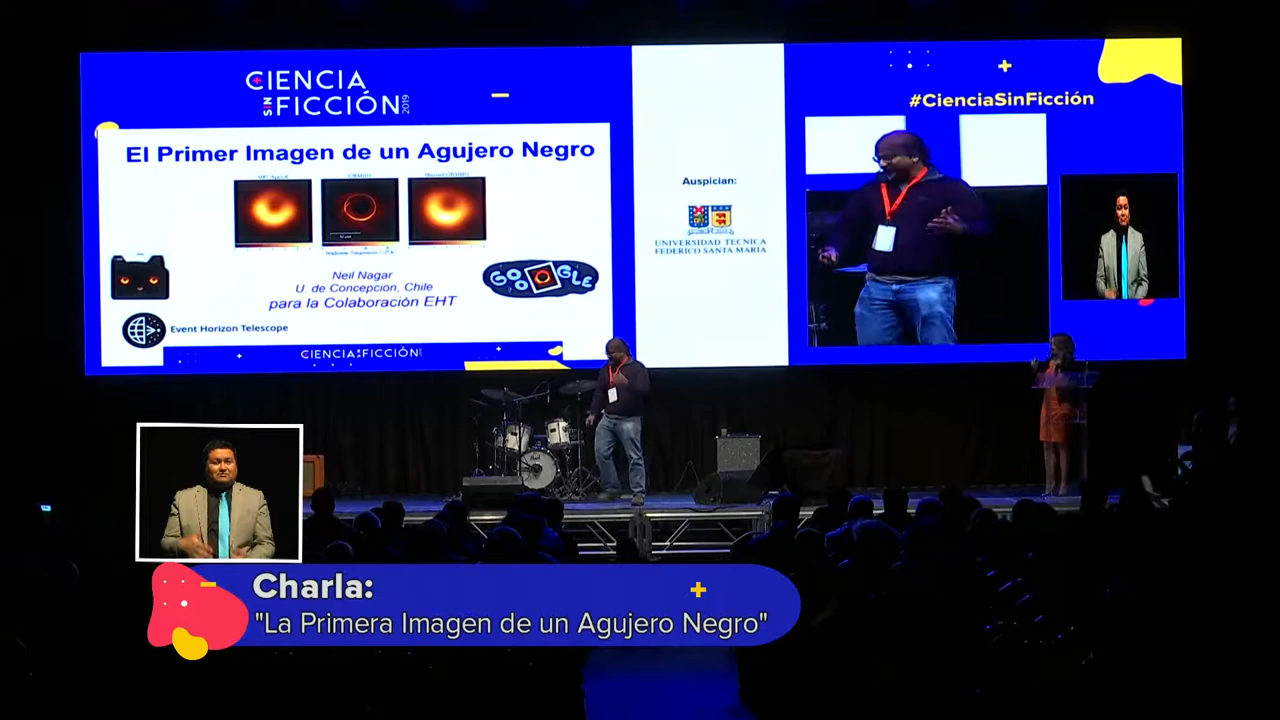 CIENCIA
SIN FICCIÓN 2019
El Primer Imagen de un Agujero Negro
Neil Nagar
U. de Concepcion, Chile
para la Colaboración EHT
GOOGLE
Event Horizon Telescope
CIENCIA SIN FICCIÓN
Auspician:
UNIVERSIDAD TECNICA
FEDERICO SANTA MARIA
#CienciaSinFicción
Charla:
"La Primera Imagen de un Agujero Negro"